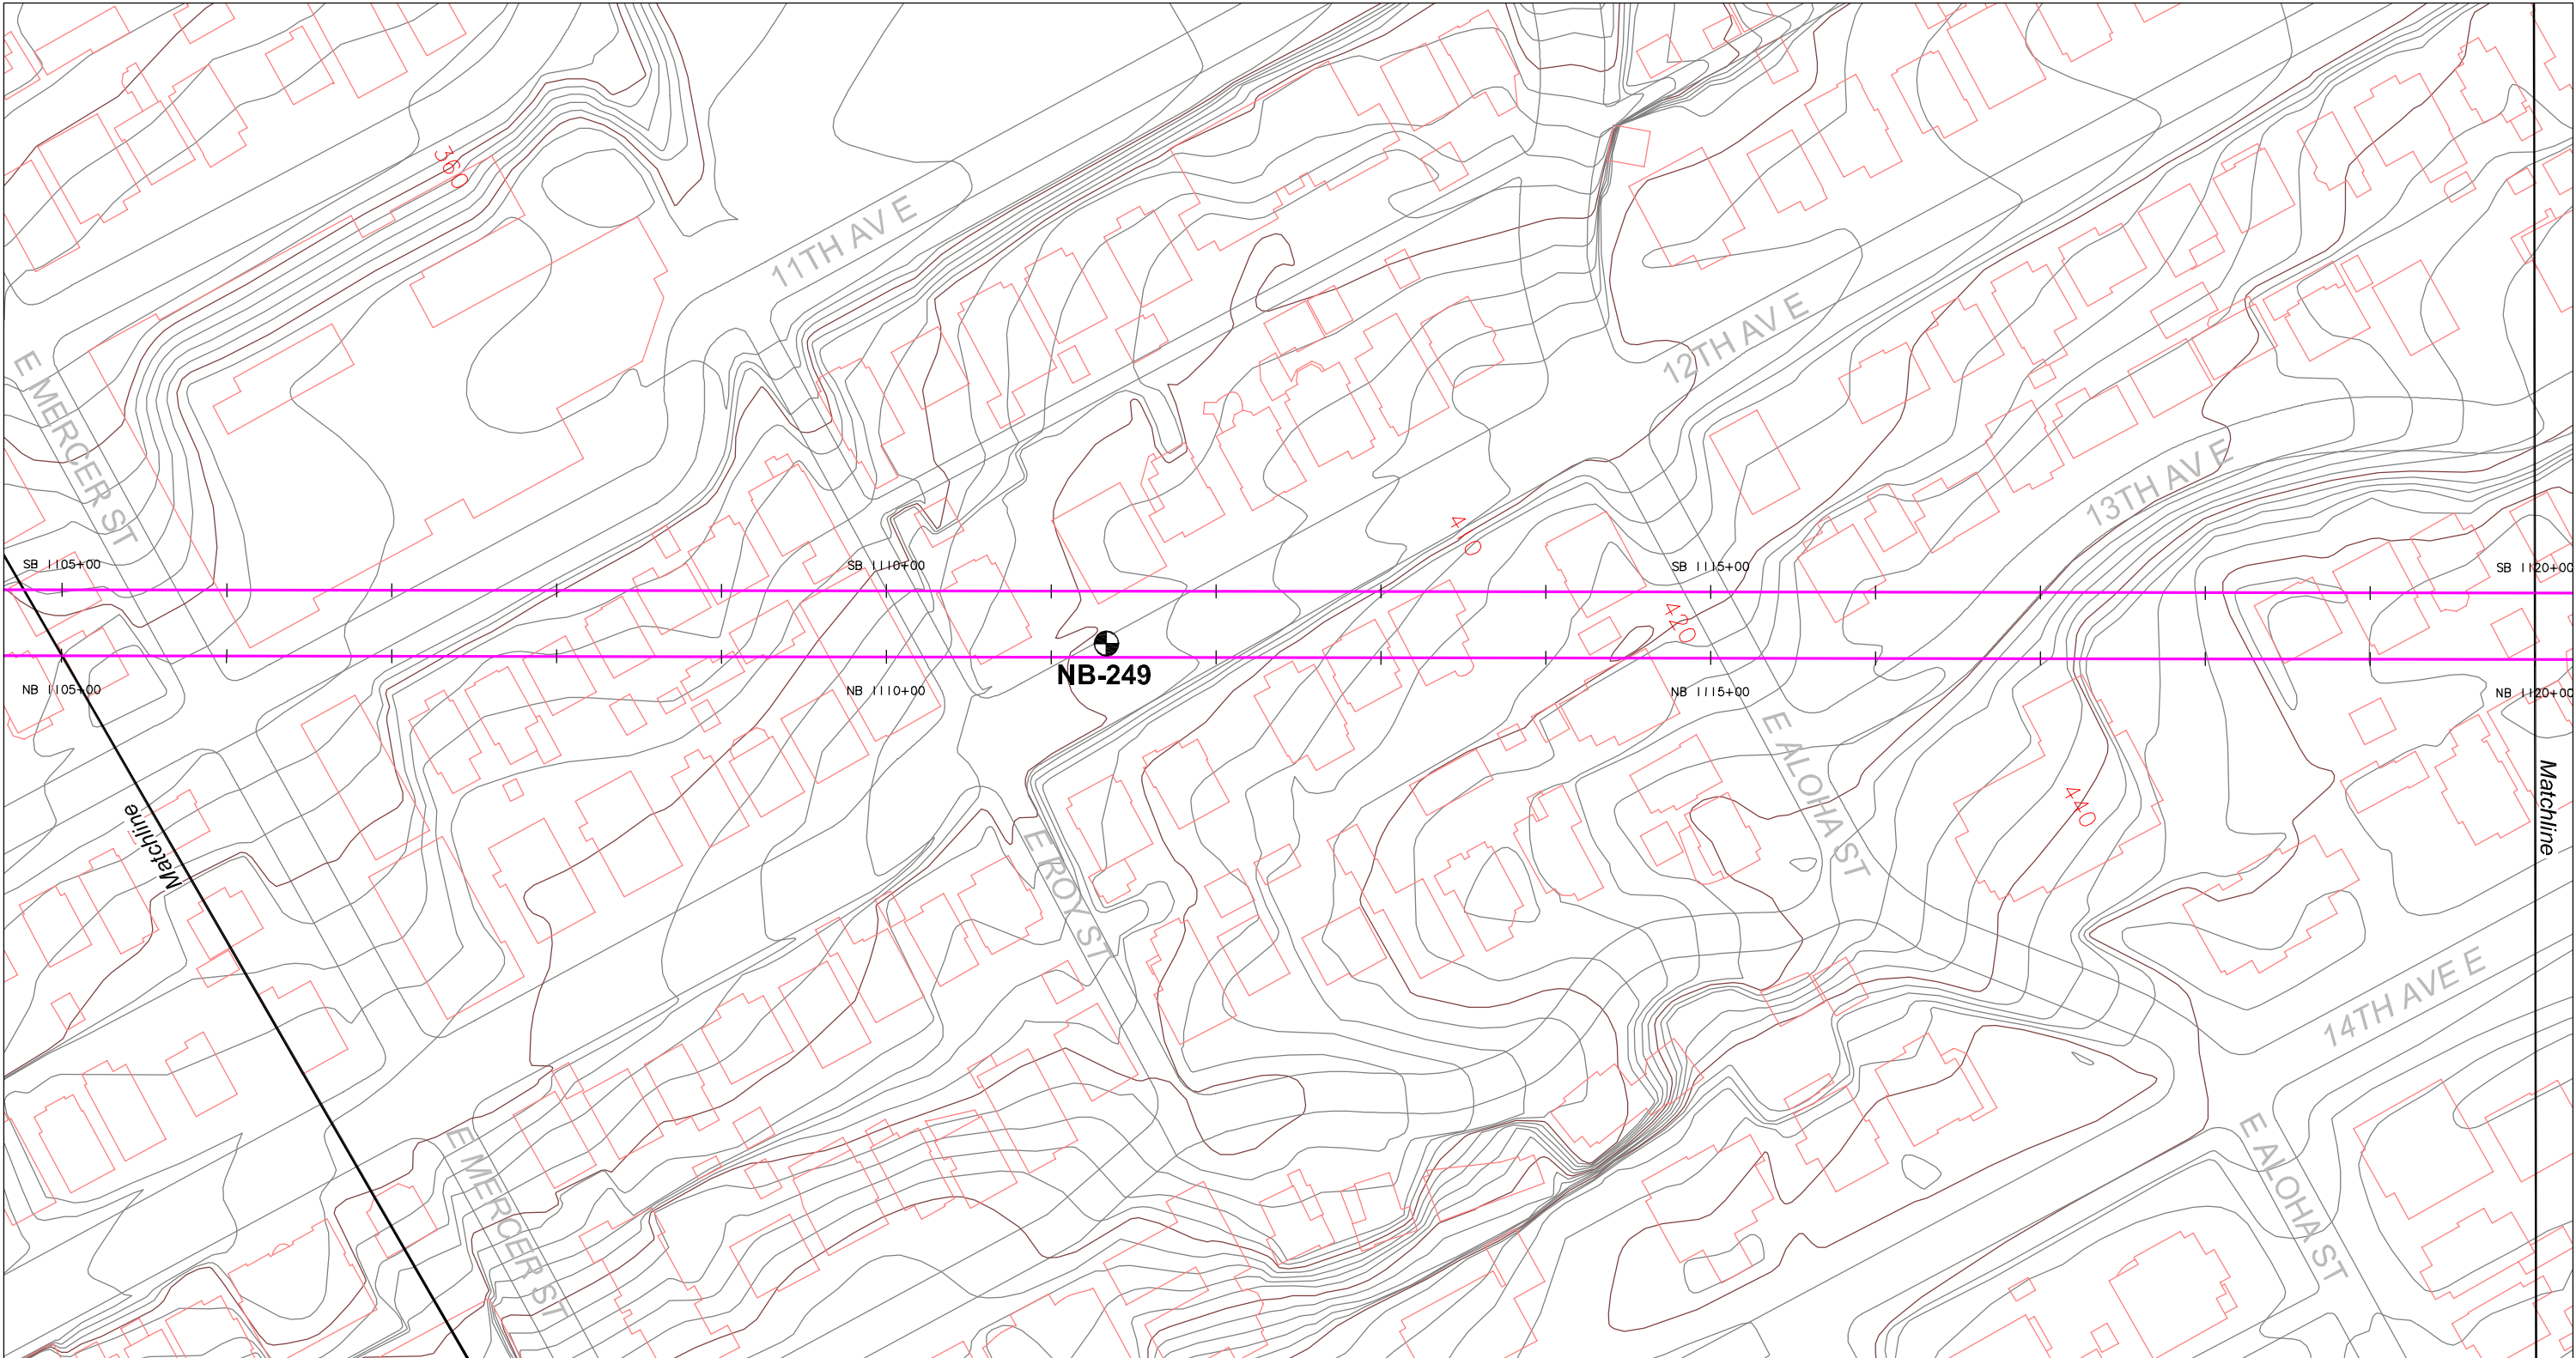 360
11TH AV E
12TH AV E
E MERCER ST
13TH AV E
SB 1105+00
SB 1110+00
SB 1115+00
SB 1120+00
420
NB-249
NB 1105+00
NB 1110+00
NB 1115+00
NB 1120+00
E ALOHA ST
440
Matchline
Matchline
E ROY ST
14TH AVE E
E MERCER ST
E ALOHA ST